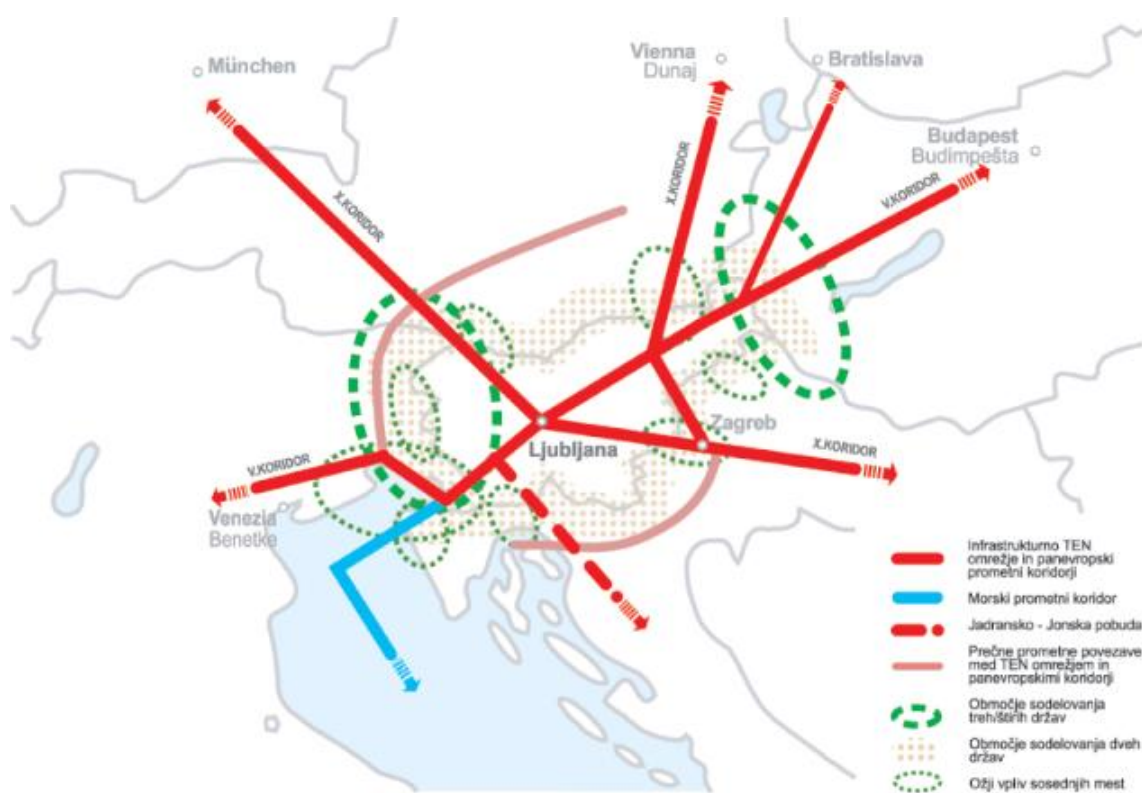 München
Vienna
Dunaj
Bratislava
Budapest
Budimpešta
X.KORIDOR
X.KORIDOR
V.KORIDOR
Zagreb
Ljubljana
X.KORIDOR
V.KORIDOR
Venezia
Benetke
Infrastrukturno TEN
omrežje in panevropski
prometni koridorji
Morski prometni koridor
Jadransko - Jonska pobuda
Prečne prometne povezave
med TEN omrežjem in
panevropskimi koridorji
Območje sodelovanja
treh/štirih držav
Območje sodelovanja dveh
držav
Ožji vpliv sosednjih mest